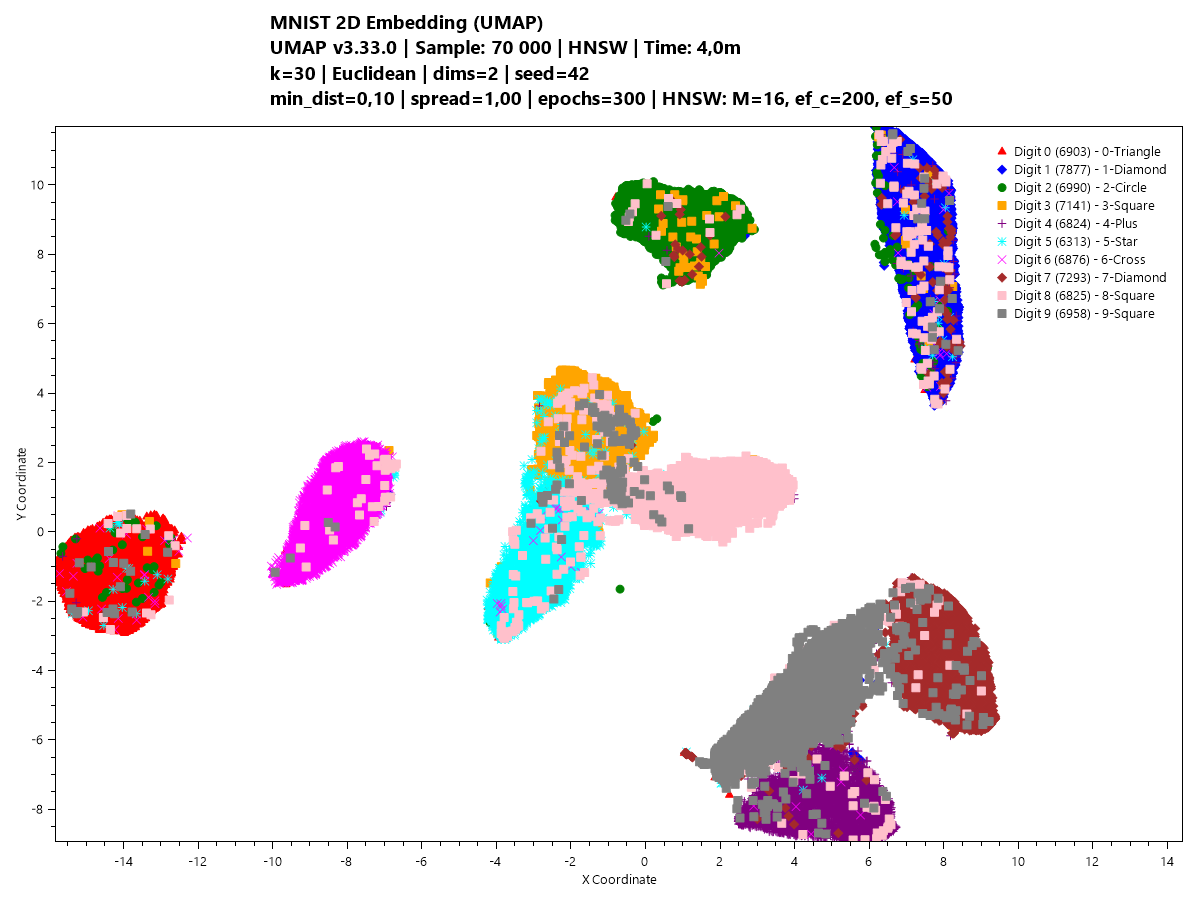 MNIST 2D Embedding (UMAP)
UMAP v3.33.0 | Sample: 70 000 | HNSW | Time: 4,0m
k=30 | Euclidean | dims=2 | seed=42
min_dist=0,10 | spread=1,00 | epochs=300 | HNSW: M=16, ef_c=200, ef_s=50
Digit 0 (6903) - 0-Triangle
Digit 1 (7877) - 1-Diamond
Digit 2 (6990) - 2-Circle
Digit 3 (7141) - 3-Square
Digit 4 (6824) - 4-Plus
Digit 5 (6313) - 5-Star
Digit 6 (6876) - 6-Cross
Digit 7 (7293) - 7-Diamond
Digit 8 (6825) - 8-Square
Digit 9 (6958) - 9-Square
Y Coordinate
10
8
6
4
2
0
-2
-4
-6
-8
-14 -12 -10 -8 -6 -4 -2 0 2 4 6 8 10 12 14
X Coordinate